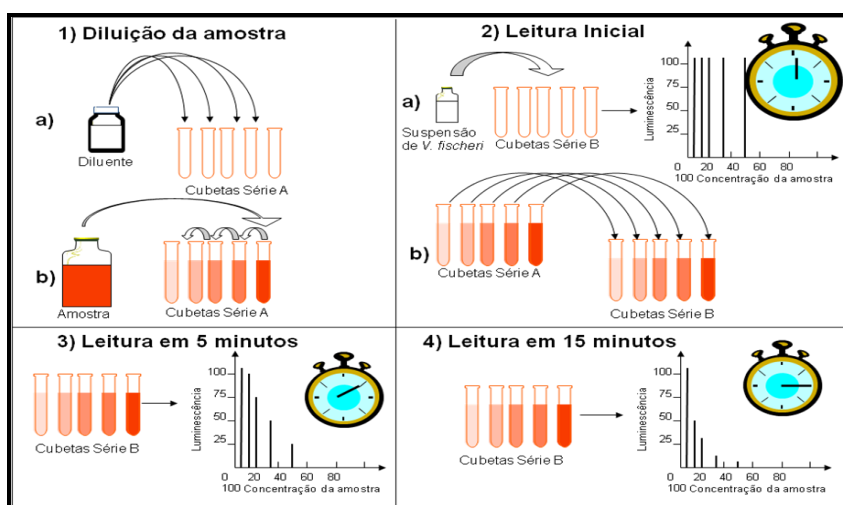 1) Diluição da amostra
a)
Diluente
Cubetas Série A
b)
Amostra
Cubetas Série A
2) Leitura Inicial
a)
Suspensão
de V. fischeri
Cubetas Série B
Luminescência
100
75
50
25
0 20 40 60 80
100 Concentração da amostra
b)
Cubetas Série A
Cubetas Série B
3) Leitura em 5 minutos
Cubetas Série B
Luminescência
100
75
50
25
0 20 40 60 80
100 Concentração da amostra
4) Leitura em 15 minutos
Cubetas Série B
Luminescência
100
75
50
25
0 20 40 60 80
100 Concentração da amostra